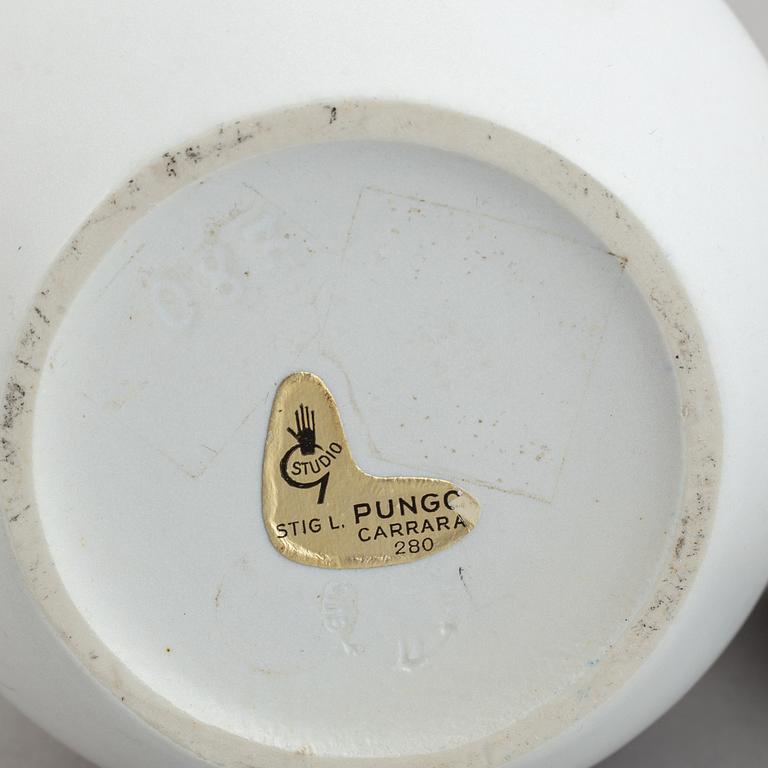 STUDIO
STIG L. PUNGO
CARRARA
280